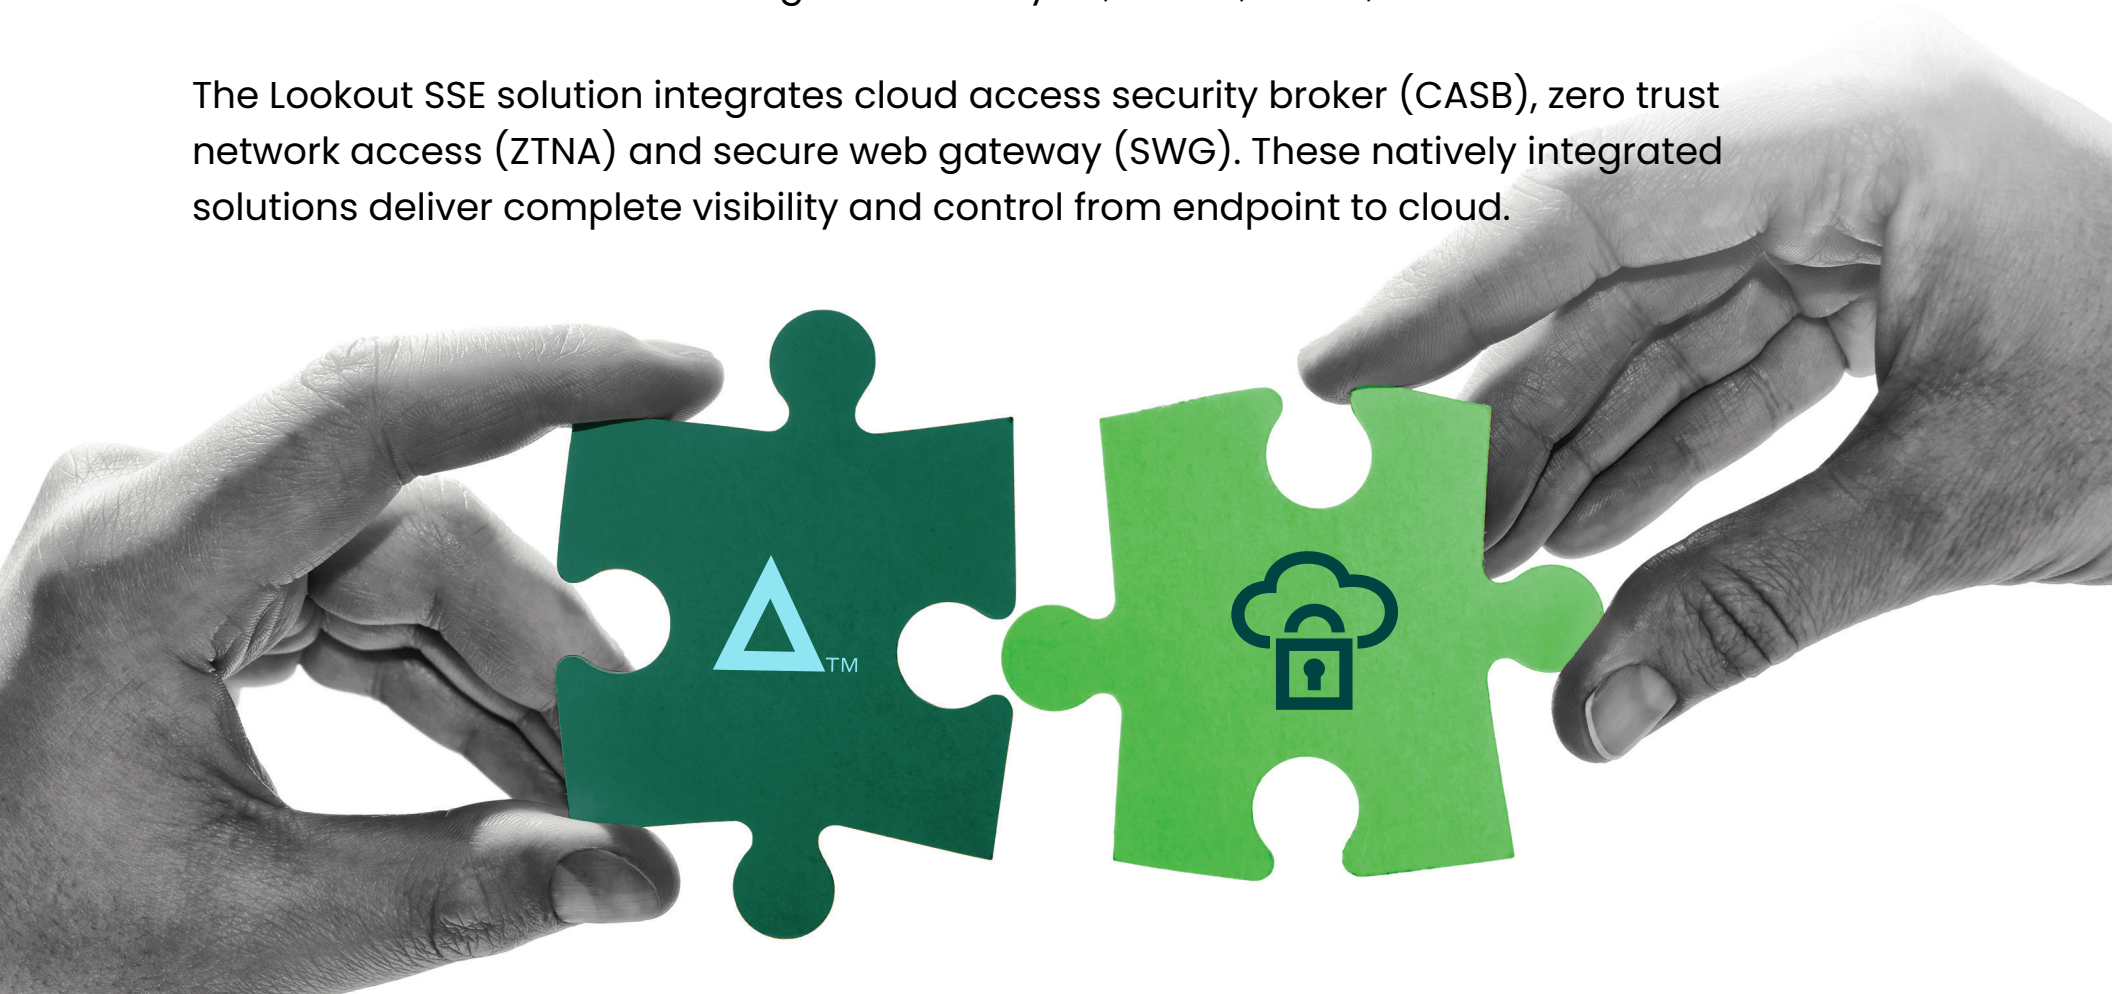 The Lookout SSE solution integrates cloud access security broker (CASB), zero trust
network access (ZTNA) and secure web gateway (SWG). These natively integrated
solutions deliver complete visibility and control from endpoint to cloud.
TM